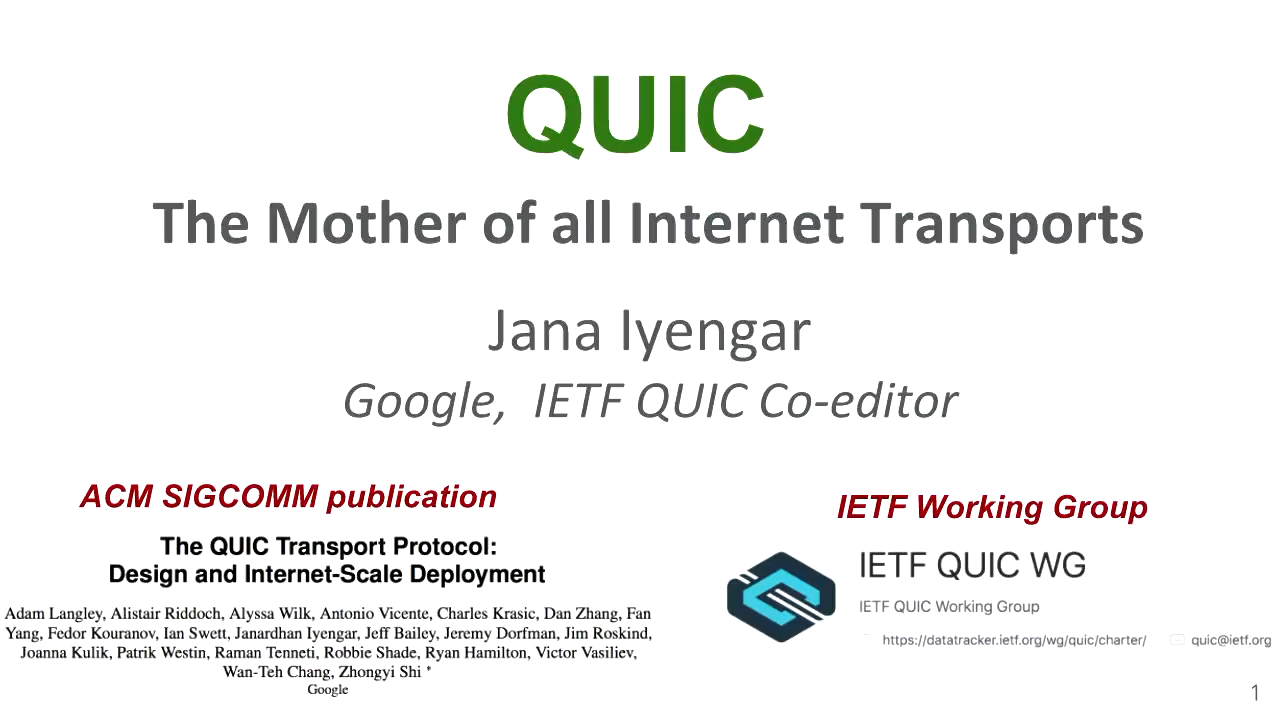 QUIC
The Mother of all Internet Transports
Jana Iyengar
Google, IETF QUIC Co-editor
ACM SIGCOMM publication
The QUIC Transport Protocol:
Design and Internet-Scale Deployment
Adam Langley, Alistair Riddoch, Alyssa Wilk, Antonio Vicente, Charles Krasic, Dan Zhang, Fan
Yang, Fedor Kouranov, Ian Swett, Janardhan Iyengar, Jeff Bailey, Jeremy Dorfman, Jim Roskind,
Joanna Kulik, Patrik Westin, Raman Tenneti, Robbie Shade, Ryan Hamilton, Victor Vasiliev,
Wan-Teh Chang, Zhongyi Shi *
Google
IETF Working Group
IETF QUIC WG
IETF QUIC Working Group
https://datatracker.ietf.org/wg/quic/charter/ quic@ietf.org
1